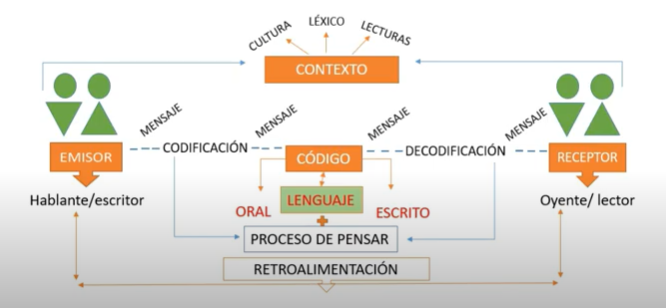 CULTURA
LÉXICO
LECTURAS
CONTEXTO
MENSAJE
MENSAJE
MENSAJE
MENSAJE
EMISOR
CODIFICACIÓN
CÓDIGO
DECODIFICACIÓN
RECEPTOR
Hablante/escritor
ORAL
LENGUAJE
ESCRITO
Oyente/ lector
PROCESO DE PENSAR
RETROALIMENTACIÓN